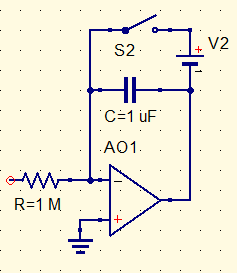 S2
V2
+
-
C=1 uF
AO1
R=1 M
-
+